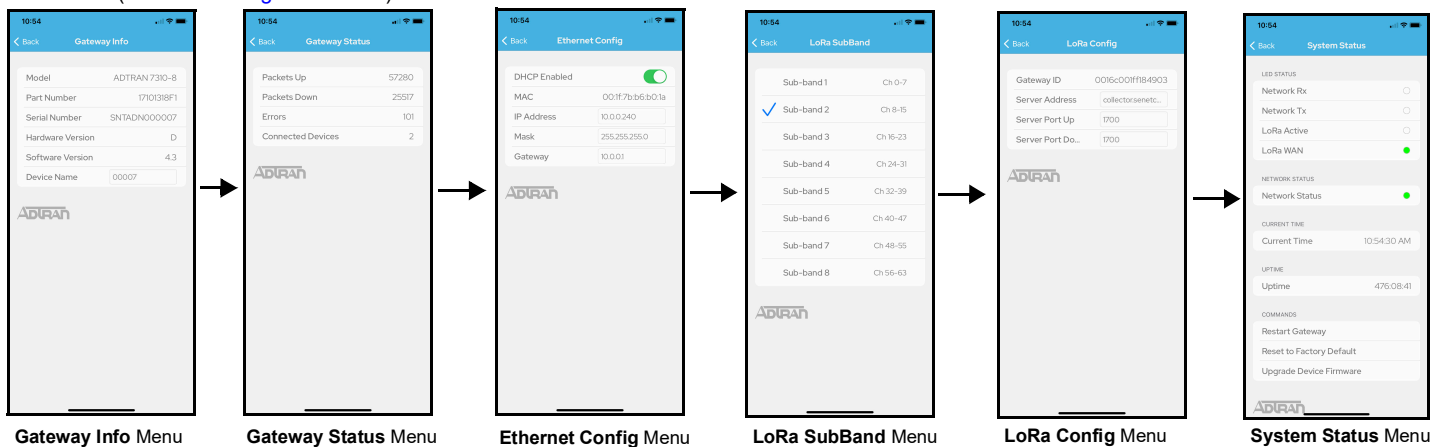 10:54
Back Gateway Info
Model ADTRAN 7310-8
Part Number 17101318F1
Serial Number SNTADN000007
Hardware Version D
Software Version 4.3
Device Name 00007
ADTRAN
Gateway Info Menu
10:54
Back Gateway Status
Packets Up 57280
Packets Down 25517
Errors 101
Connected Devices 2
ADTRAN
Gateway Status Menu
10:54
Back Ethernet Config
DHCP Enabled
MAC 00:1f:7b:b6:b0:1a
IP Address 10.0.0.240
Mask 255.255.255.0
Gateway 10.0.0.1
ADTRAN
Ethernet Config Menu
10:54
Back LoRa SubBand
Sub-band 1 Ch 0-7
Sub-band 2 Ch 8-15
Sub-band 3 Ch 16-23
Sub-band 4 Ch 24-31
Sub-band 5 Ch 32-39
Sub-band 6 Ch 40-47
Sub-band 7 Ch 48-55
Sub-band 8 Ch 56-63
ADTRAN
LoRa SubBand Menu
10:54
Back LoRa Config
Gateway ID 0016c001ff184903
Server Address collector.senetc...
Server Port Up 1700
Server Port Do... 1700
ADTRAN
LoRa Config Menu
10:54
Back System Status
LED STATUS
Network Rx
Network Tx
LoRa Active
LoRa WAN
NETWORK STATUS
Network Status
CURRENT TIME
Current Time 10:54:30 AM
UPTIME
Uptime 476:08:41
COMMANDS
Restart Gateway
Reset to Factory Default
Upgrade Device Firmware
ADTRAN
System Status Menu